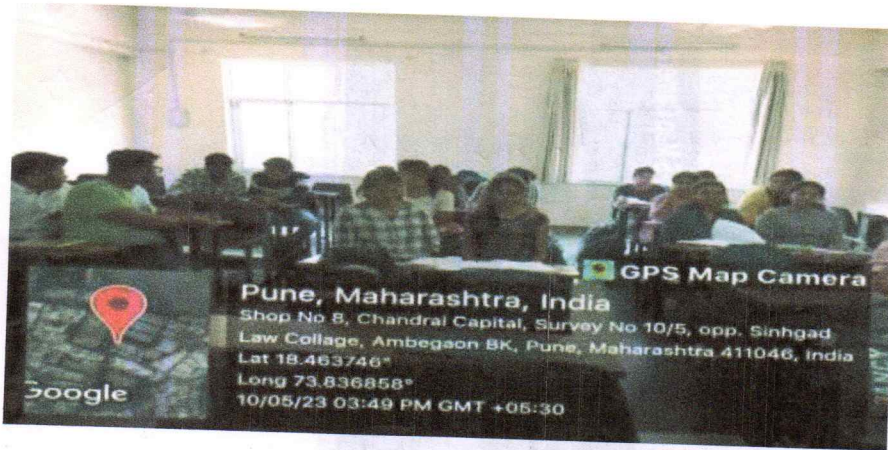 GPS Map Camera
Pune, Maharashtra, India
Shop No 8, Chandrai Capital, Survey No 10/5, opp. Sinhgad
Law Collage, Ambegaon BK, Pune, Maharashtra 411046, India
Lat 18.463746°
Long 73.836858°
10/05/23 03:49 PM GMT +05:30
Google